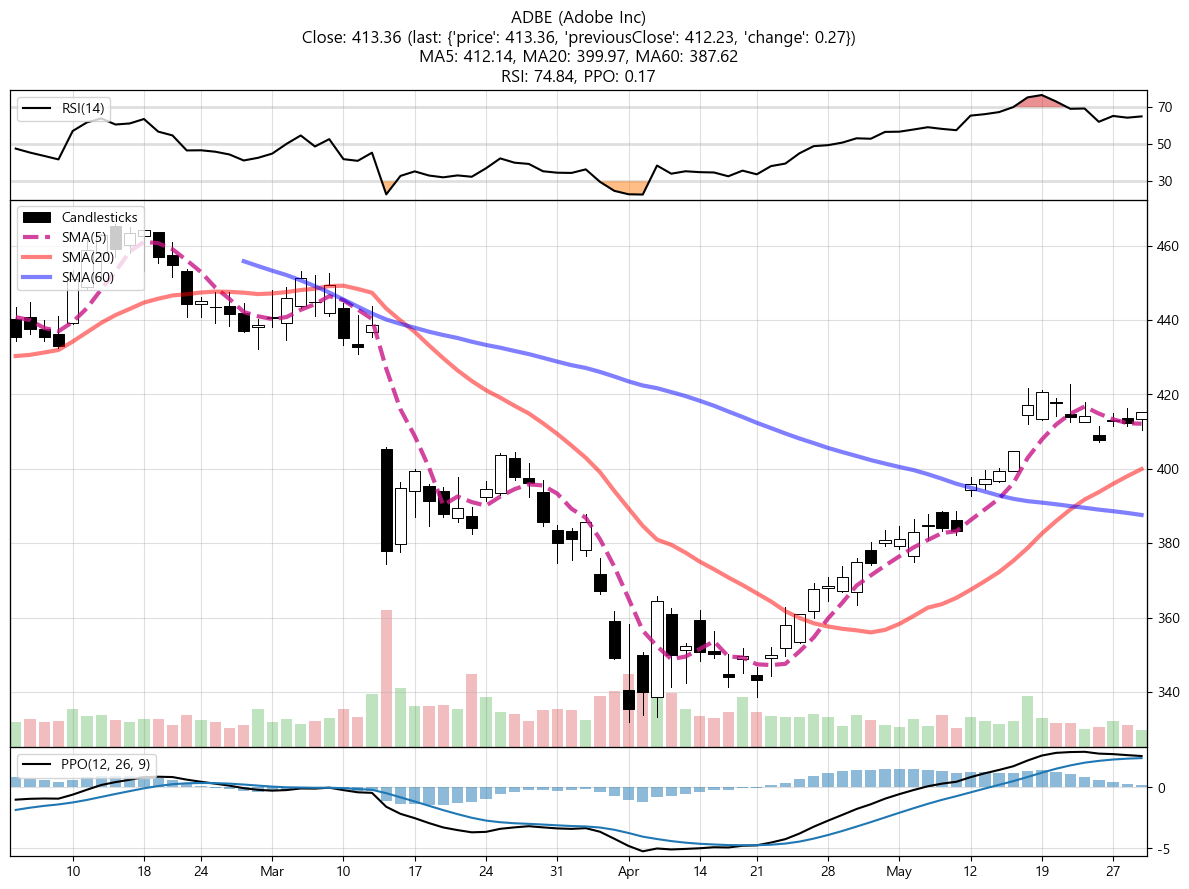 ADBE (Adobe Inc)
Close: 413.36 (last: {'price': 413.36, 'previousClose': 412.23, 'change': 0.27})
MA5: 412.14, MA20: 399.97, MA60: 387.62
RSI: 74.84, PPO: 0.17
RSI(14)
70
50
30
Candlesticks
SMA(5)
SMA(20)
SMA(60)
460
440
420
400
380
360
340
PPO(12, 26, 9)
0
-5
10 18 24 Mar 10 17 24 31 Apr 14 21 28 May 12 19 27